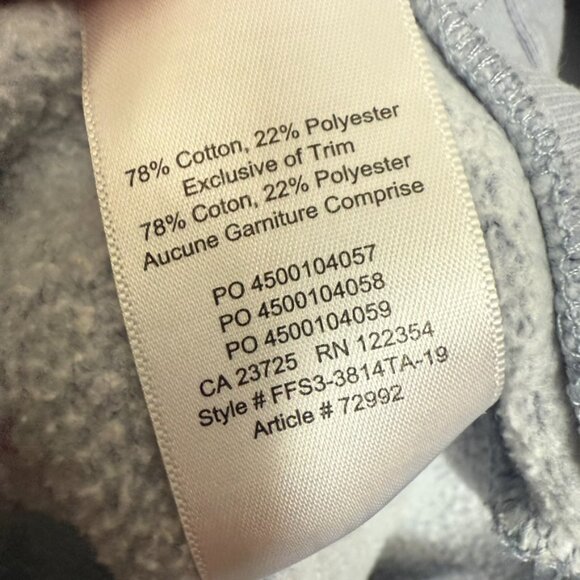 78% Cotton, 22% Polyester
Exclusive of Trim
78% Coton, 22% Polyester
Aucune Garniture Comprise
PO 4500104057
PO 4500104058
PO 4500104059
CA 23725 RN 122354
Style # FFS3-3814TA-19
Article # 72992